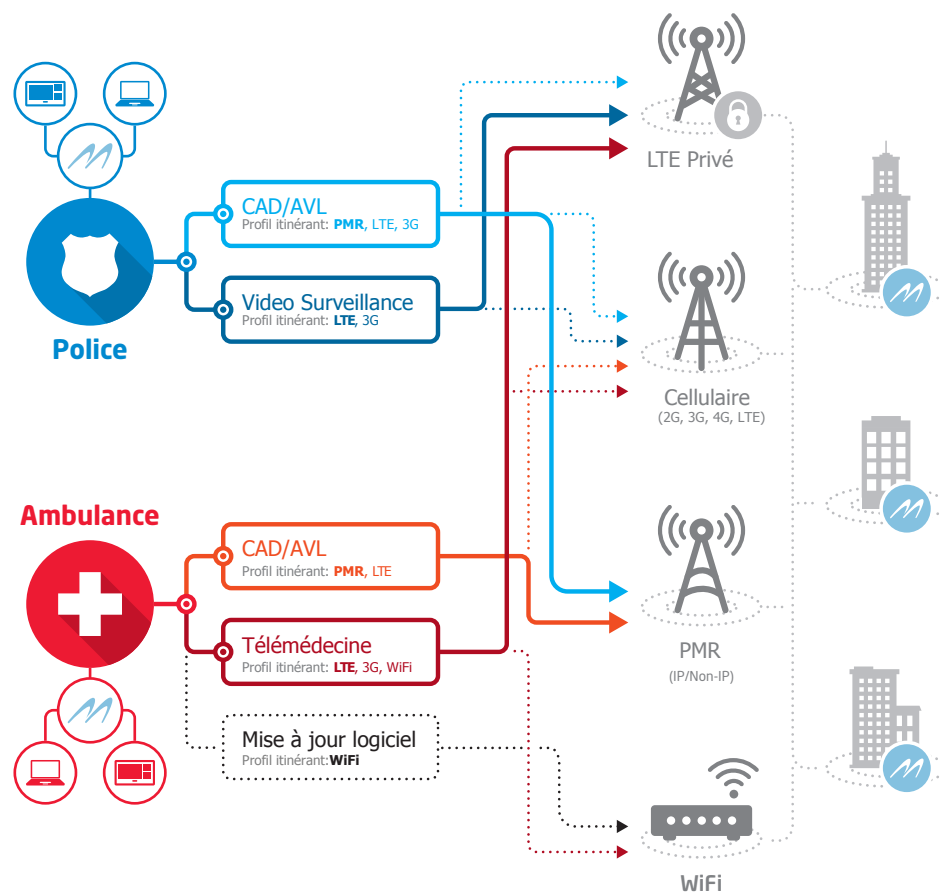 LTE Privé
CAD/AVL
Profil itinérant: PMR, LTE, 3G
Video Surveillance
Profil itinérant: LTE, 3G
Police
Cellulaire
(2G, 3G, 4G, LTE)
Ambulance
CAD/AVL
Profil itinérant: PMR, LTE
Télémédecine
Profil itinérant: LTE, 3G, WiFi
PMR
(IP/Non-IP)
Mise à jour logiciel
Profil itinérant:WiFi
WiFi